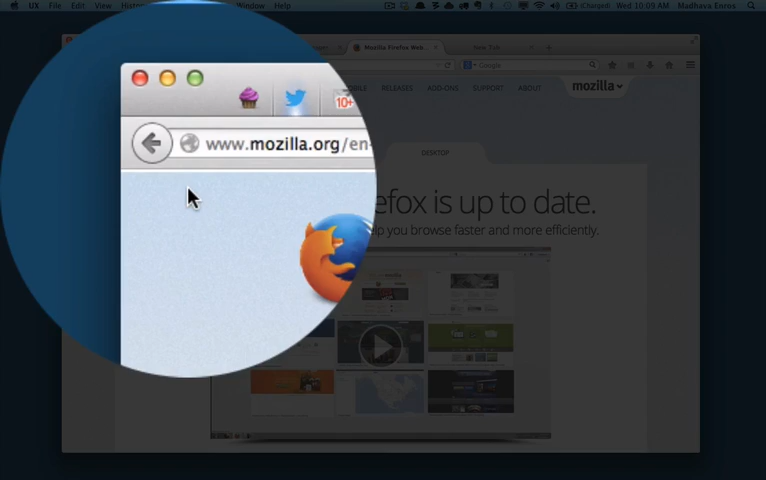 UX File Edit View Window Help (Charged) Wed 10:09 AM Madhava Enros
Mozilla Firefox Web... New Tab
10+
www.mozilla.org/en-
Google
RELEASES ADD-ONS SUPPORT ABOUT mozilla
DESKTOP
efox is up to date.
elp you browse faster and more efficiently.